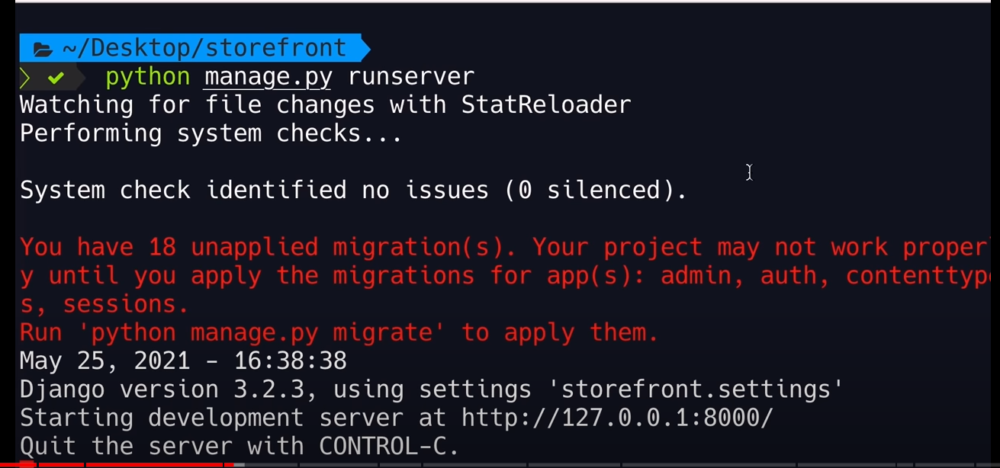 ~/Desktop/storefront
python manage.py runserver
Watching for file changes with StatReloader
Performing system checks...
System check identified no issues (0 silenced).
You have 18 unapplied migration(s). Your project may not work properl
y until you apply the migrations for app(s): admin, auth, contenttype
s, sessions.
Run 'python manage.py migrate' to apply them.
May 25, 2021 - 16:38:38
Django version 3.2.3, using settings 'storefront.settings'
Starting development server at http://127.0.0.1:8000/
Quit the server with CONTROL-C.